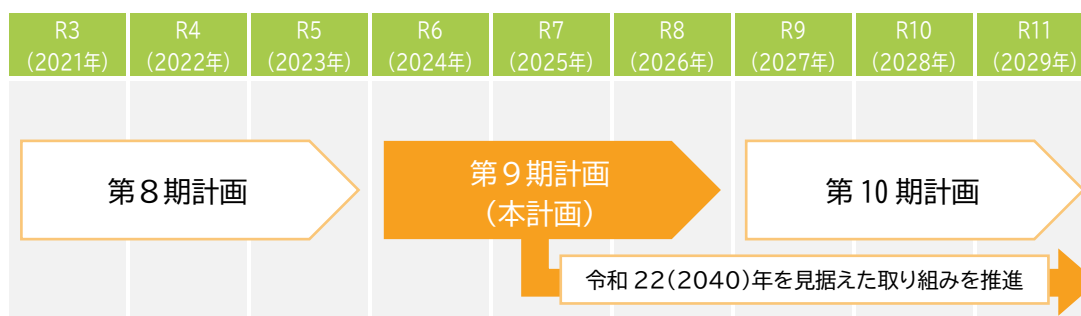 R3 R4 R5 R6 R7 R8 R9 R10 R11
(2021年) (2022年) (2023年) (2024年) (2025年) (2026年) (2027年) (2028年) (2029年)
第8期計画
第9期計画
(本計画)
第10期計画
令和22(2040)年を見据えた取り組みを推進